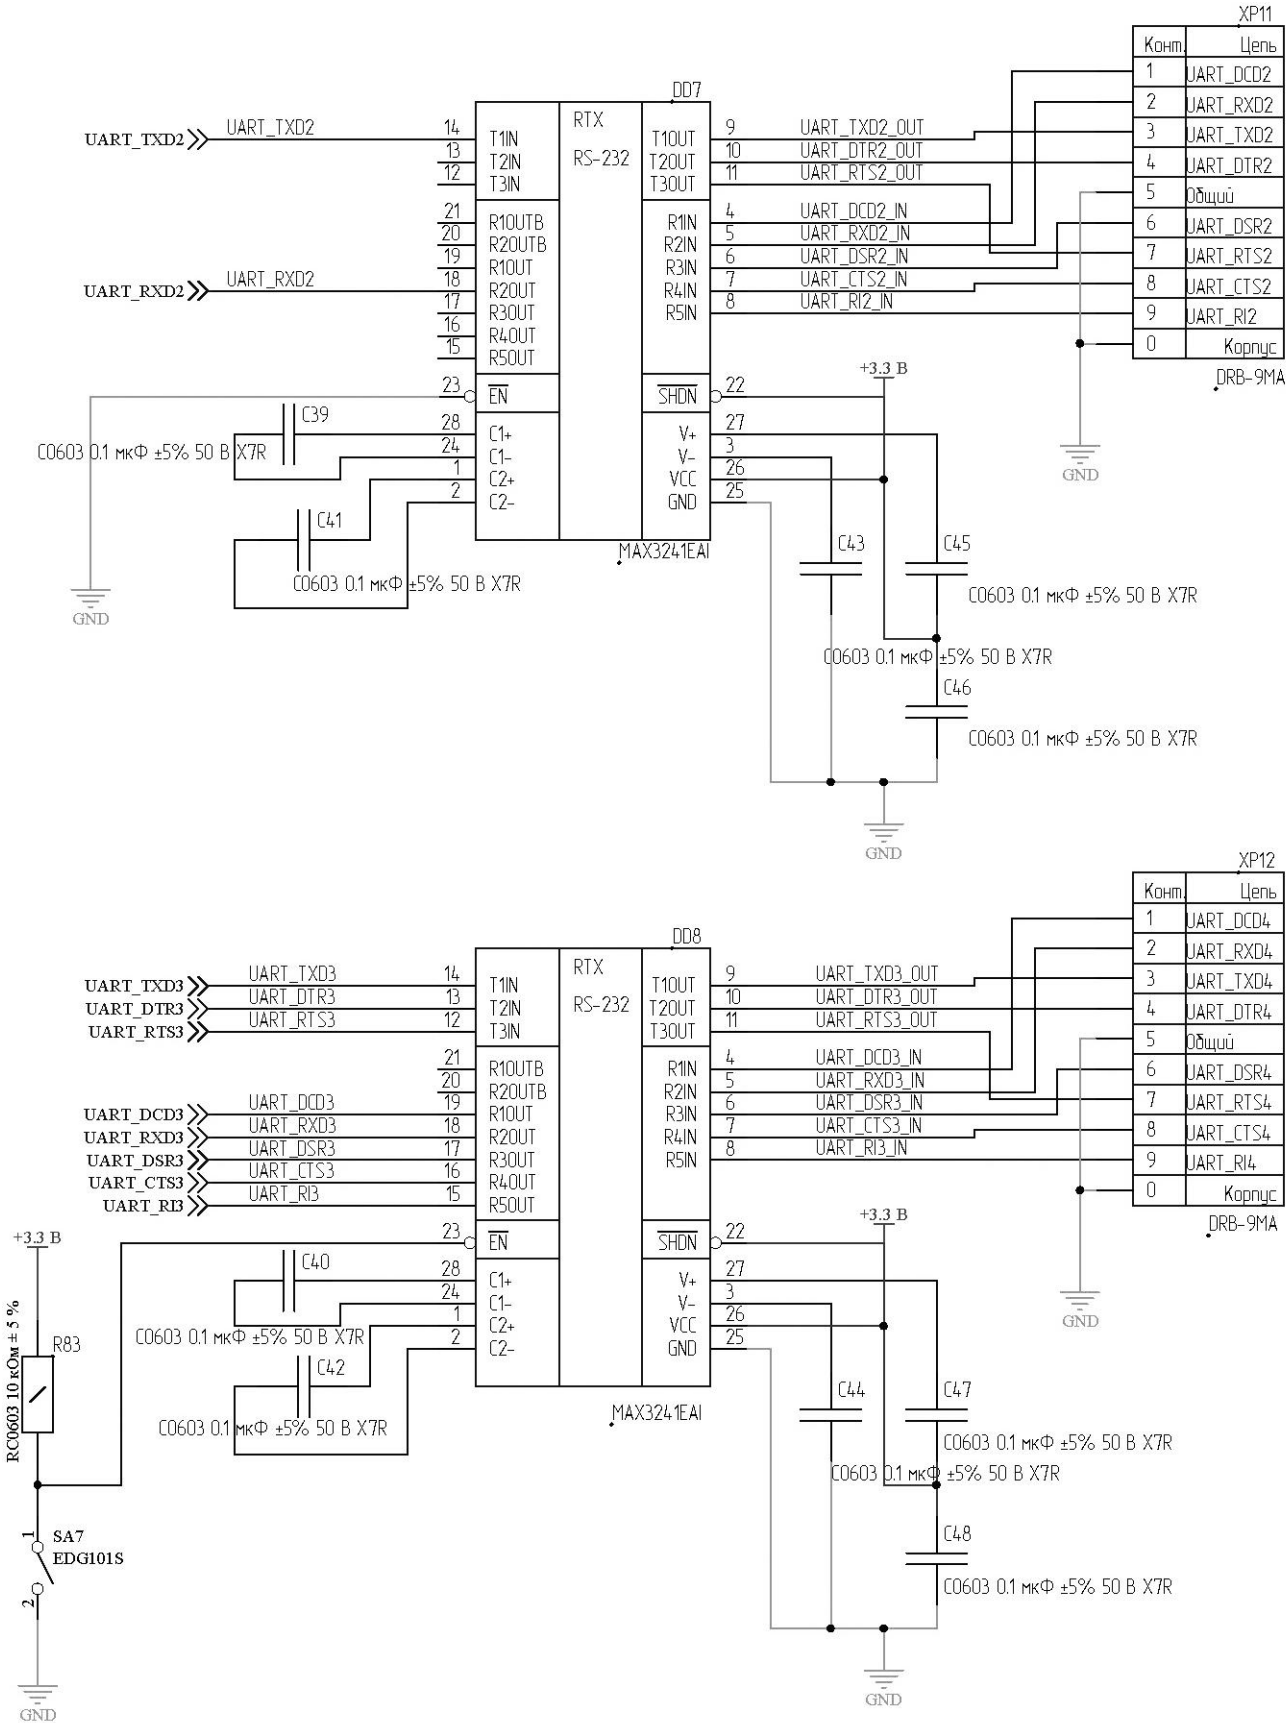 XP11
Конт. Цепь
1 UART_DCD2
2 UART_RXD2
3 UART_TXD2
4 UART_DTR2
5 Общий
6 UART_DSR2
7 UART_RTS2
8 UART_CTS2
9 UART_RI2
0 Корпус
DRB-9MA
DD7
RTX
RS-232
UART_TXD2 UART_TXD2 14 T1IN T1OUT 9 UART_TXD2_OUT
13 T2IN T2OUT 10 UART_DTR2_OUT
12 T3IN T3OUT 11 UART_RTS2_OUT
21 R1OUTB R1IN 4 UART_DCD2_IN
20 R2OUTB R2IN 5 UART_RXD2_IN
19 R1OUT R3IN 6 UART_DSR2_IN
UART_RXD2 UART_RXD2 18 R2OUT R4IN 7 UART_CTS2_IN
17 R3OUT R5IN 8 UART_RI2_IN
16 R4OUT
15 R5OUT
+3.3 В
23 EN SHDN 22
C39
28 C1+ V+ 27
C0603 0.1 мкФ ±5% 50 В X7R
24 C1- V- 3
1 C2+ VCC 26
2 C2- GND 25
GND
C41
MAX3241EAI
C43
C45
C0603 0.1 мкФ ±5% 50 В X7R
C0603 0.1 мкФ ±5% 50 В X7R
GND
C0603 0.1 мкФ ±5% 50 В X7R
C46
C0603 0.1 мкФ ±5% 50 В X7R
GND
XP12
Конт. Цепь
1 UART_DCD4
2 UART_RXD4
3 UART_TXD4
4 UART_DTR4
5 Общий
6 UART_DSR4
7 UART_RTS4
8 UART_CTS4
9 UART_RI4
0 Корпус
DRB-9MA
DD8
RTX
RS-232
UART_TXD3 UART_TXD3 14 T1IN T1OUT 9 UART_TXD3_OUT
UART_DTR3 UART_DTR3 13 T2IN T2OUT 10 UART_DTR3_OUT
UART_RTS3 UART_RTS3 12 T3IN T3OUT 11 UART_RTS3_OUT
21 R1OUTB R1IN 4 UART_DCD3_IN
20 R2OUTB R2IN 5 UART_RXD3_IN
UART_DCD3 UART_DCD3 19 R1OUT R3IN 6 UART_DSR3_IN
UART_RXD3 UART_RXD3 18 R2OUT R4IN 7 UART_CTS3_IN
UART_DSR3 UART_DSR3 17 R3OUT R5IN 8 UART_RI3_IN
UART_CTS3 UART_CTS3 16 R4OUT
UART_RI3 UART_RI3 15 R5OUT
+3.3 В
+3.3 В
23 EN SHDN 22
C40
28 C1+ V+ 27
24 C1- V- 3
1 C2+ VCC 26
2 C2- GND 25
C0603 0.1 мкФ ±5% 50 В X7R
GND
R83
RC0603 10 кОм ± 5 %
C42
C44
C47
MAX3241EAI
C0603 0.1 мкФ ±5% 50 В X7R
C0603 0.1 мкФ ±5% 50 В X7R
C0603 0.1 мкФ ±5% 50 В X7R
C48
1
SA7
EDG101S
2
C0603 0.1 мкФ ±5% 50 В X7R
GND
GND